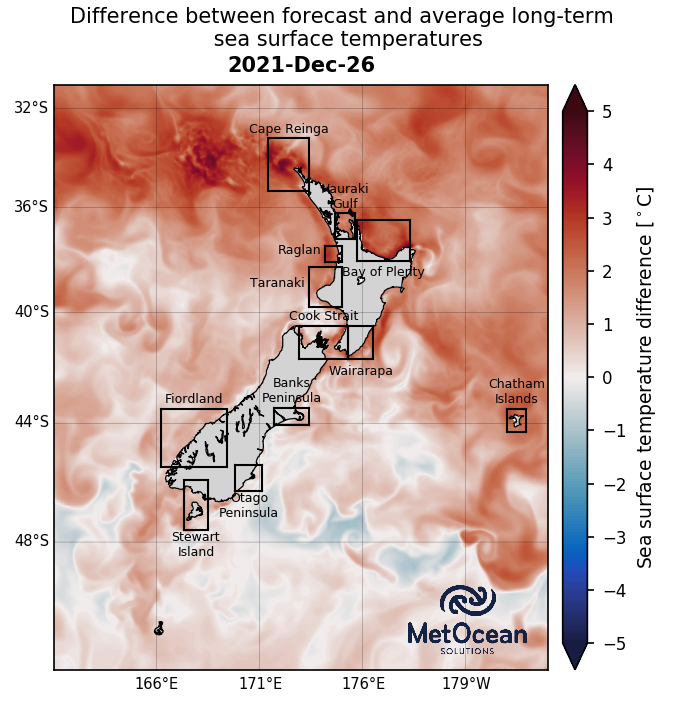 Difference between forecast and average long-term
sea surface temperatures
2021-Dec-26
32°S
36°S
40°S
44°S
48°S
Cape Reinga
Hauraki
Gulf
Raglan
Bay of Plenty
Taranaki
Cook Strait
Wairarapa
Banks
Peninsula
Fiordland
Chatham
Islands
Otago
Peninsula
Stewart
Island
MetOcean
SOLUTIONS
166°E
171°E
176°E
179°W
5
4
3
2
1
0
−1
−2
−3
−4
−5
Sea surface temperature difference [°C]